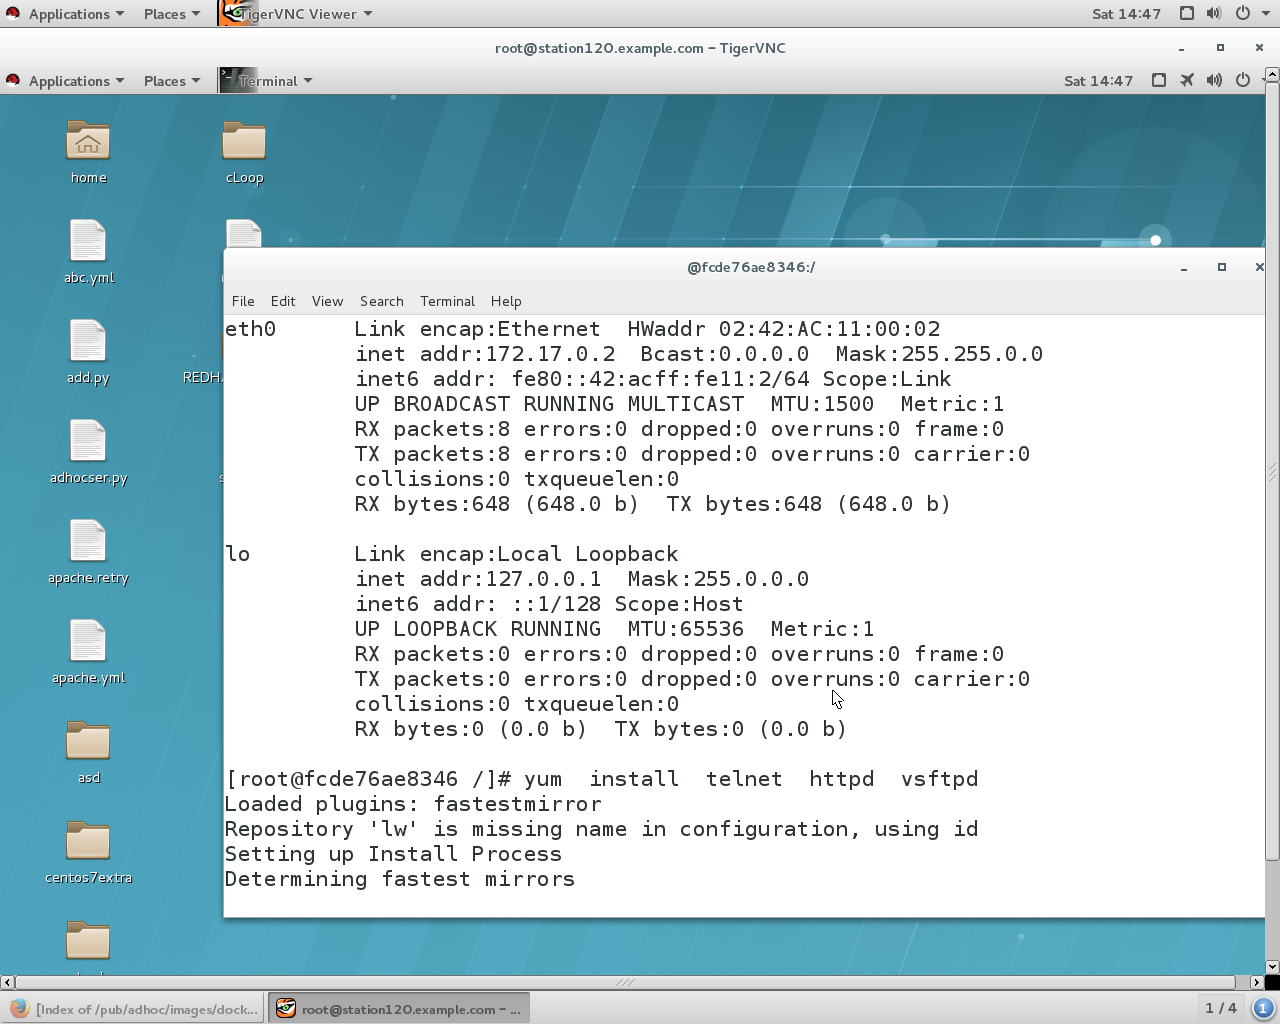 Applications Places TigerVNC Viewer Sat 14:47
root@station120.example.com - TigerVNC
Applications Places Terminal Sat 14:47
home
cLoop
abc.yml
add.py
REDH
adhocser.py
apache.retry
apache.yml
asd
centos7extra
@fcde76ae8346:/
File Edit View Search Terminal Help
eth0 Link encap:Ethernet HWaddr 02:42:AC:11:00:02
inet addr:172.17.0.2 Bcast:0.0.0.0 Mask:255.255.0.0
inet6 addr: fe80::42:acff:fe11:2/64 Scope:Link
UP BROADCAST RUNNING MULTICAST MTU:1500 Metric:1
RX packets:8 errors:0 dropped:0 overruns:0 frame:0
TX packets:8 errors:0 dropped:0 overruns:0 carrier:0
collisions:0 txqueuelen:0
RX bytes:648 (648.0 b) TX bytes:648 (648.0 b)
lo Link encap:Local Loopback
inet addr:127.0.0.1 Mask:255.0.0.0
inet6 addr: ::1/128 Scope:Host
UP LOOPBACK RUNNING MTU:65536 Metric:1
RX packets:0 errors:0 dropped:0 overruns:0 frame:0
TX packets:0 errors:0 dropped:0 overruns:0 carrier:0
collisions:0 txqueuelen:0
RX bytes:0 (0.0 b) TX bytes:0 (0.0 b)
[root@fcde76ae8346 /]# yum install telnet httpd vsftpd
Loaded plugins: fastestmirror
Repository 'lw' is missing name in configuration, using id
Setting up Install Process
Determining fastest mirrors
[Index of /pub/adhoc/images/dock... root@station120.example.com - ... 1 / 4 1